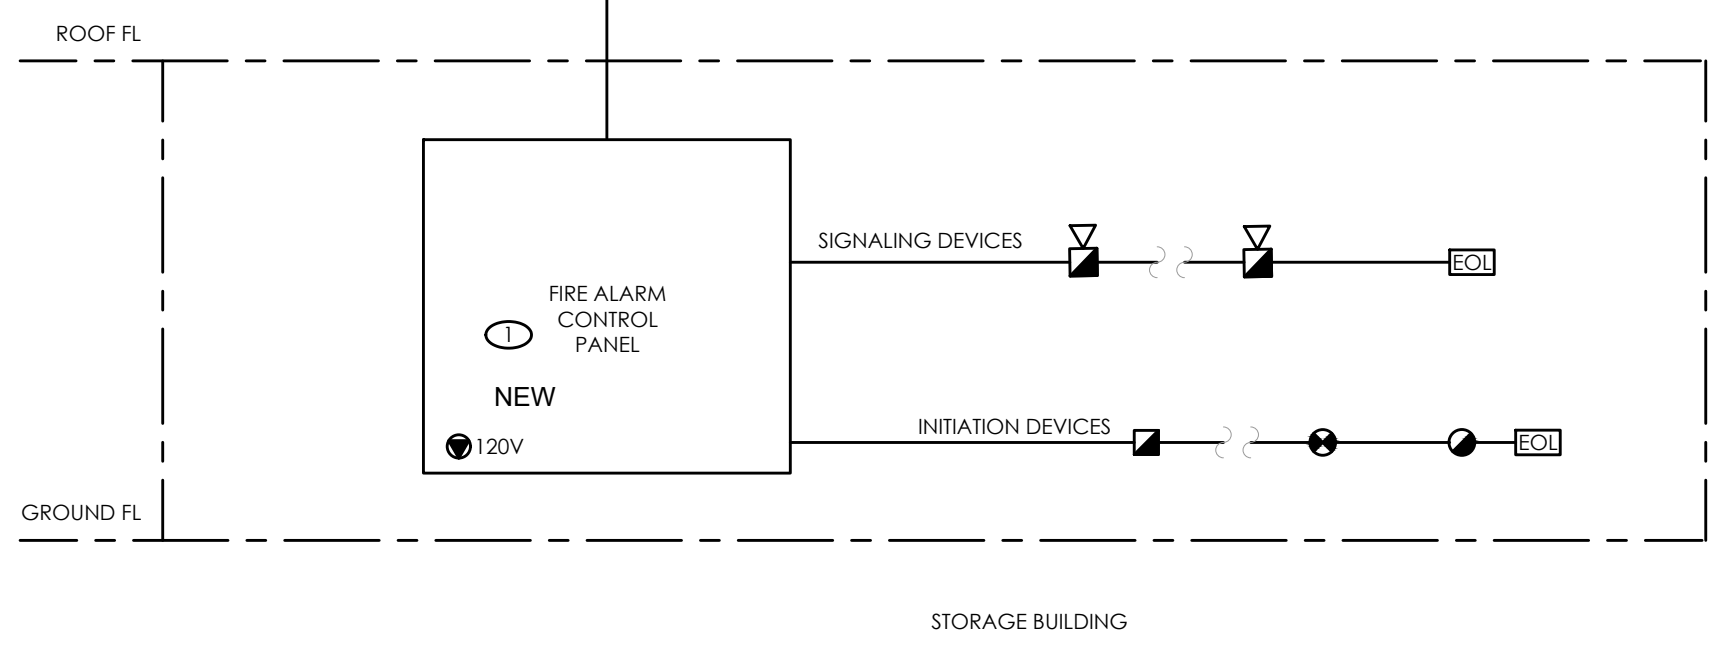 ROOF FL
SIGNALING DEVICES
EOL
FIRE ALARM
CONTROL
PANEL
1
NEW
120V
INITIATION DEVICES
EOL
GROUND FL
STORAGE BUILDING